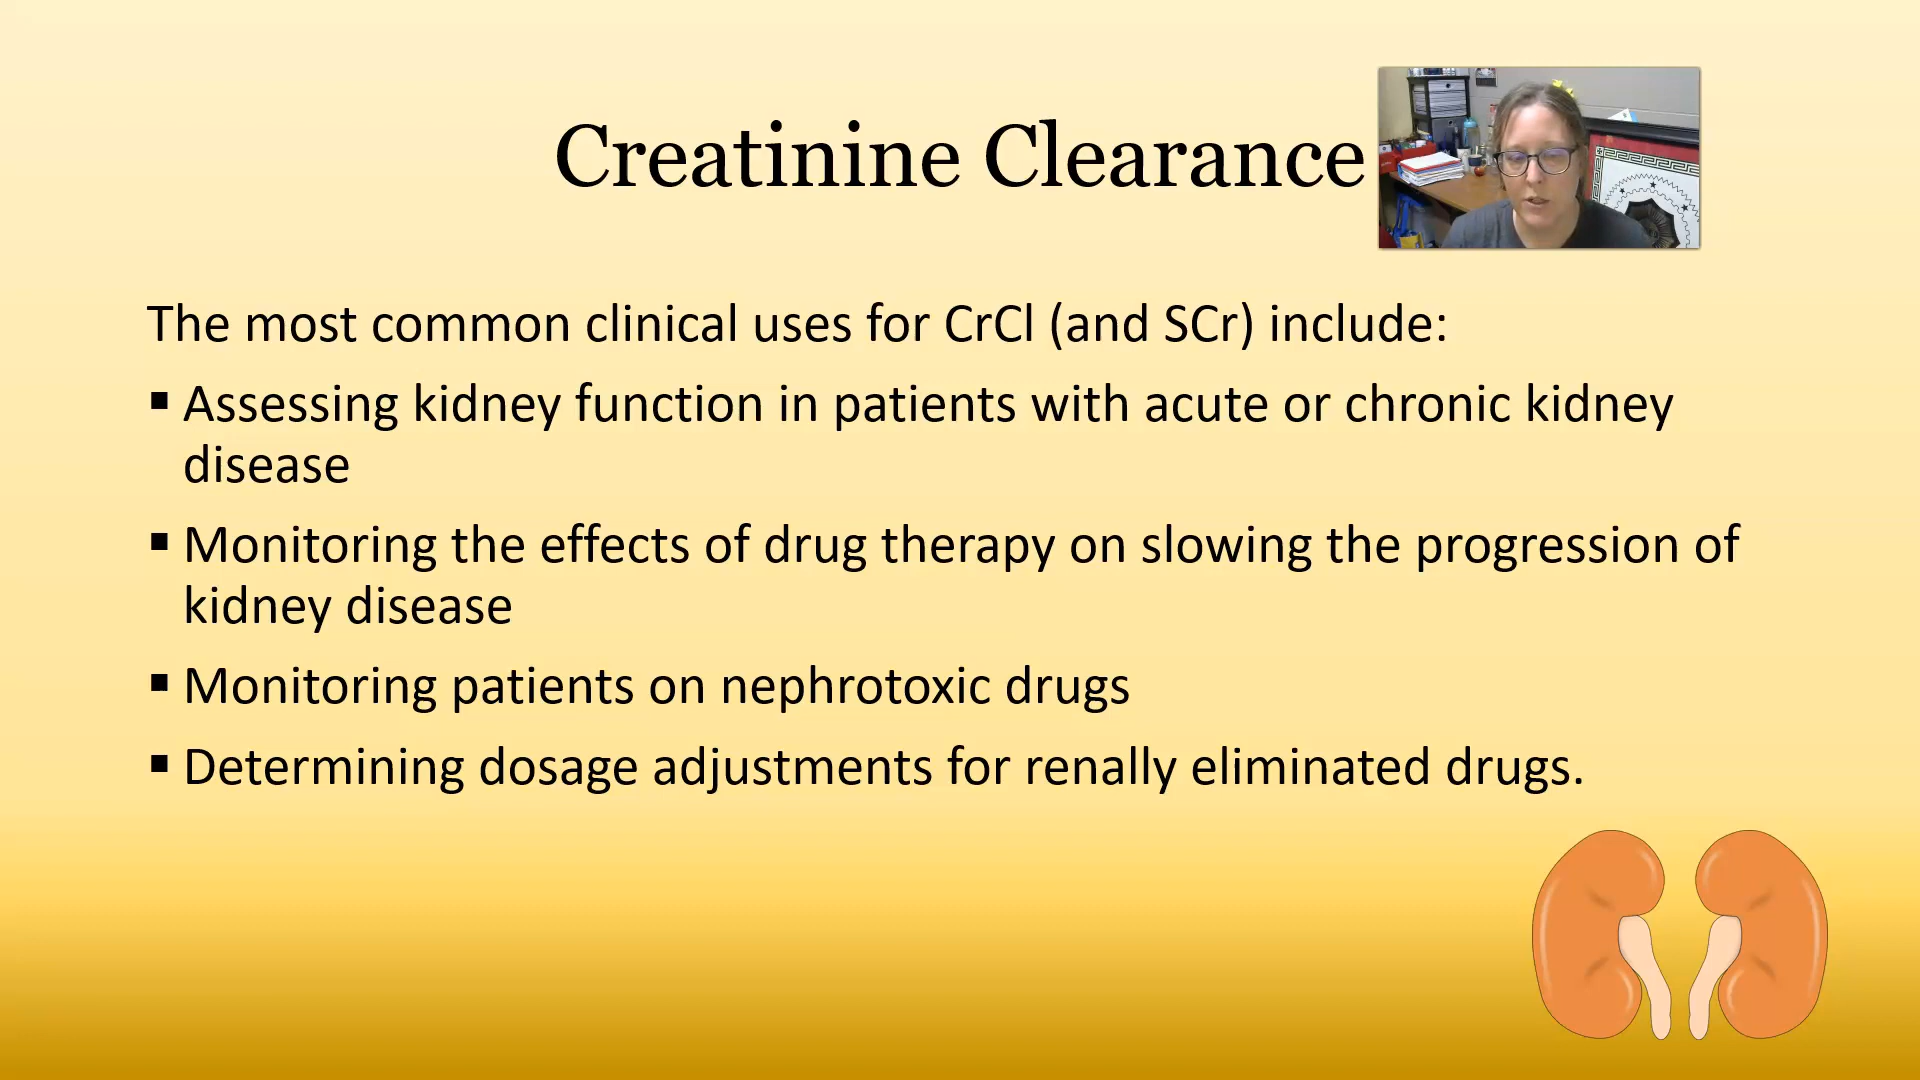 Creatinine Clearance
The most common clinical uses for CrCl (and SCr) include:
▪ Assessing kidney function in patients with acute or chronic kidney
disease
▪ Monitoring the effects of drug therapy on slowing the progression of
kidney disease
▪ Monitoring patients on nephrotoxic drugs
▪ Determining dosage adjustments for renally eliminated drugs.